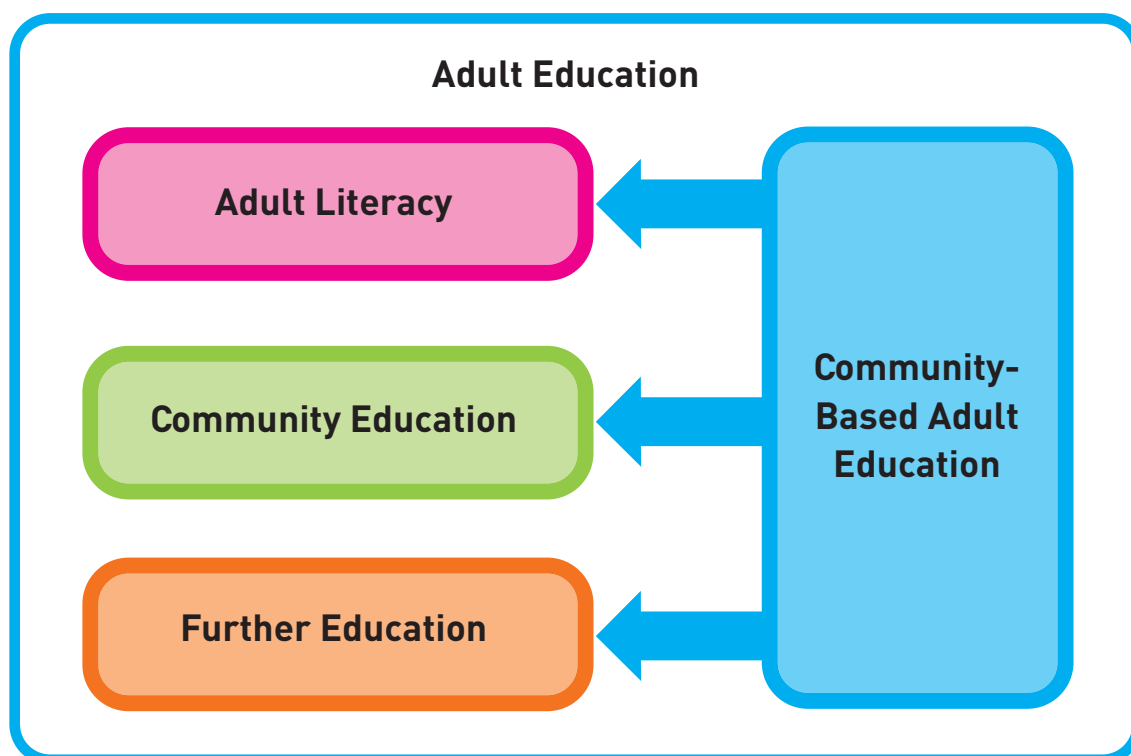 Adult Education
Adult Literacy
Community Education
Further Education
Community-
Based Adult
Education